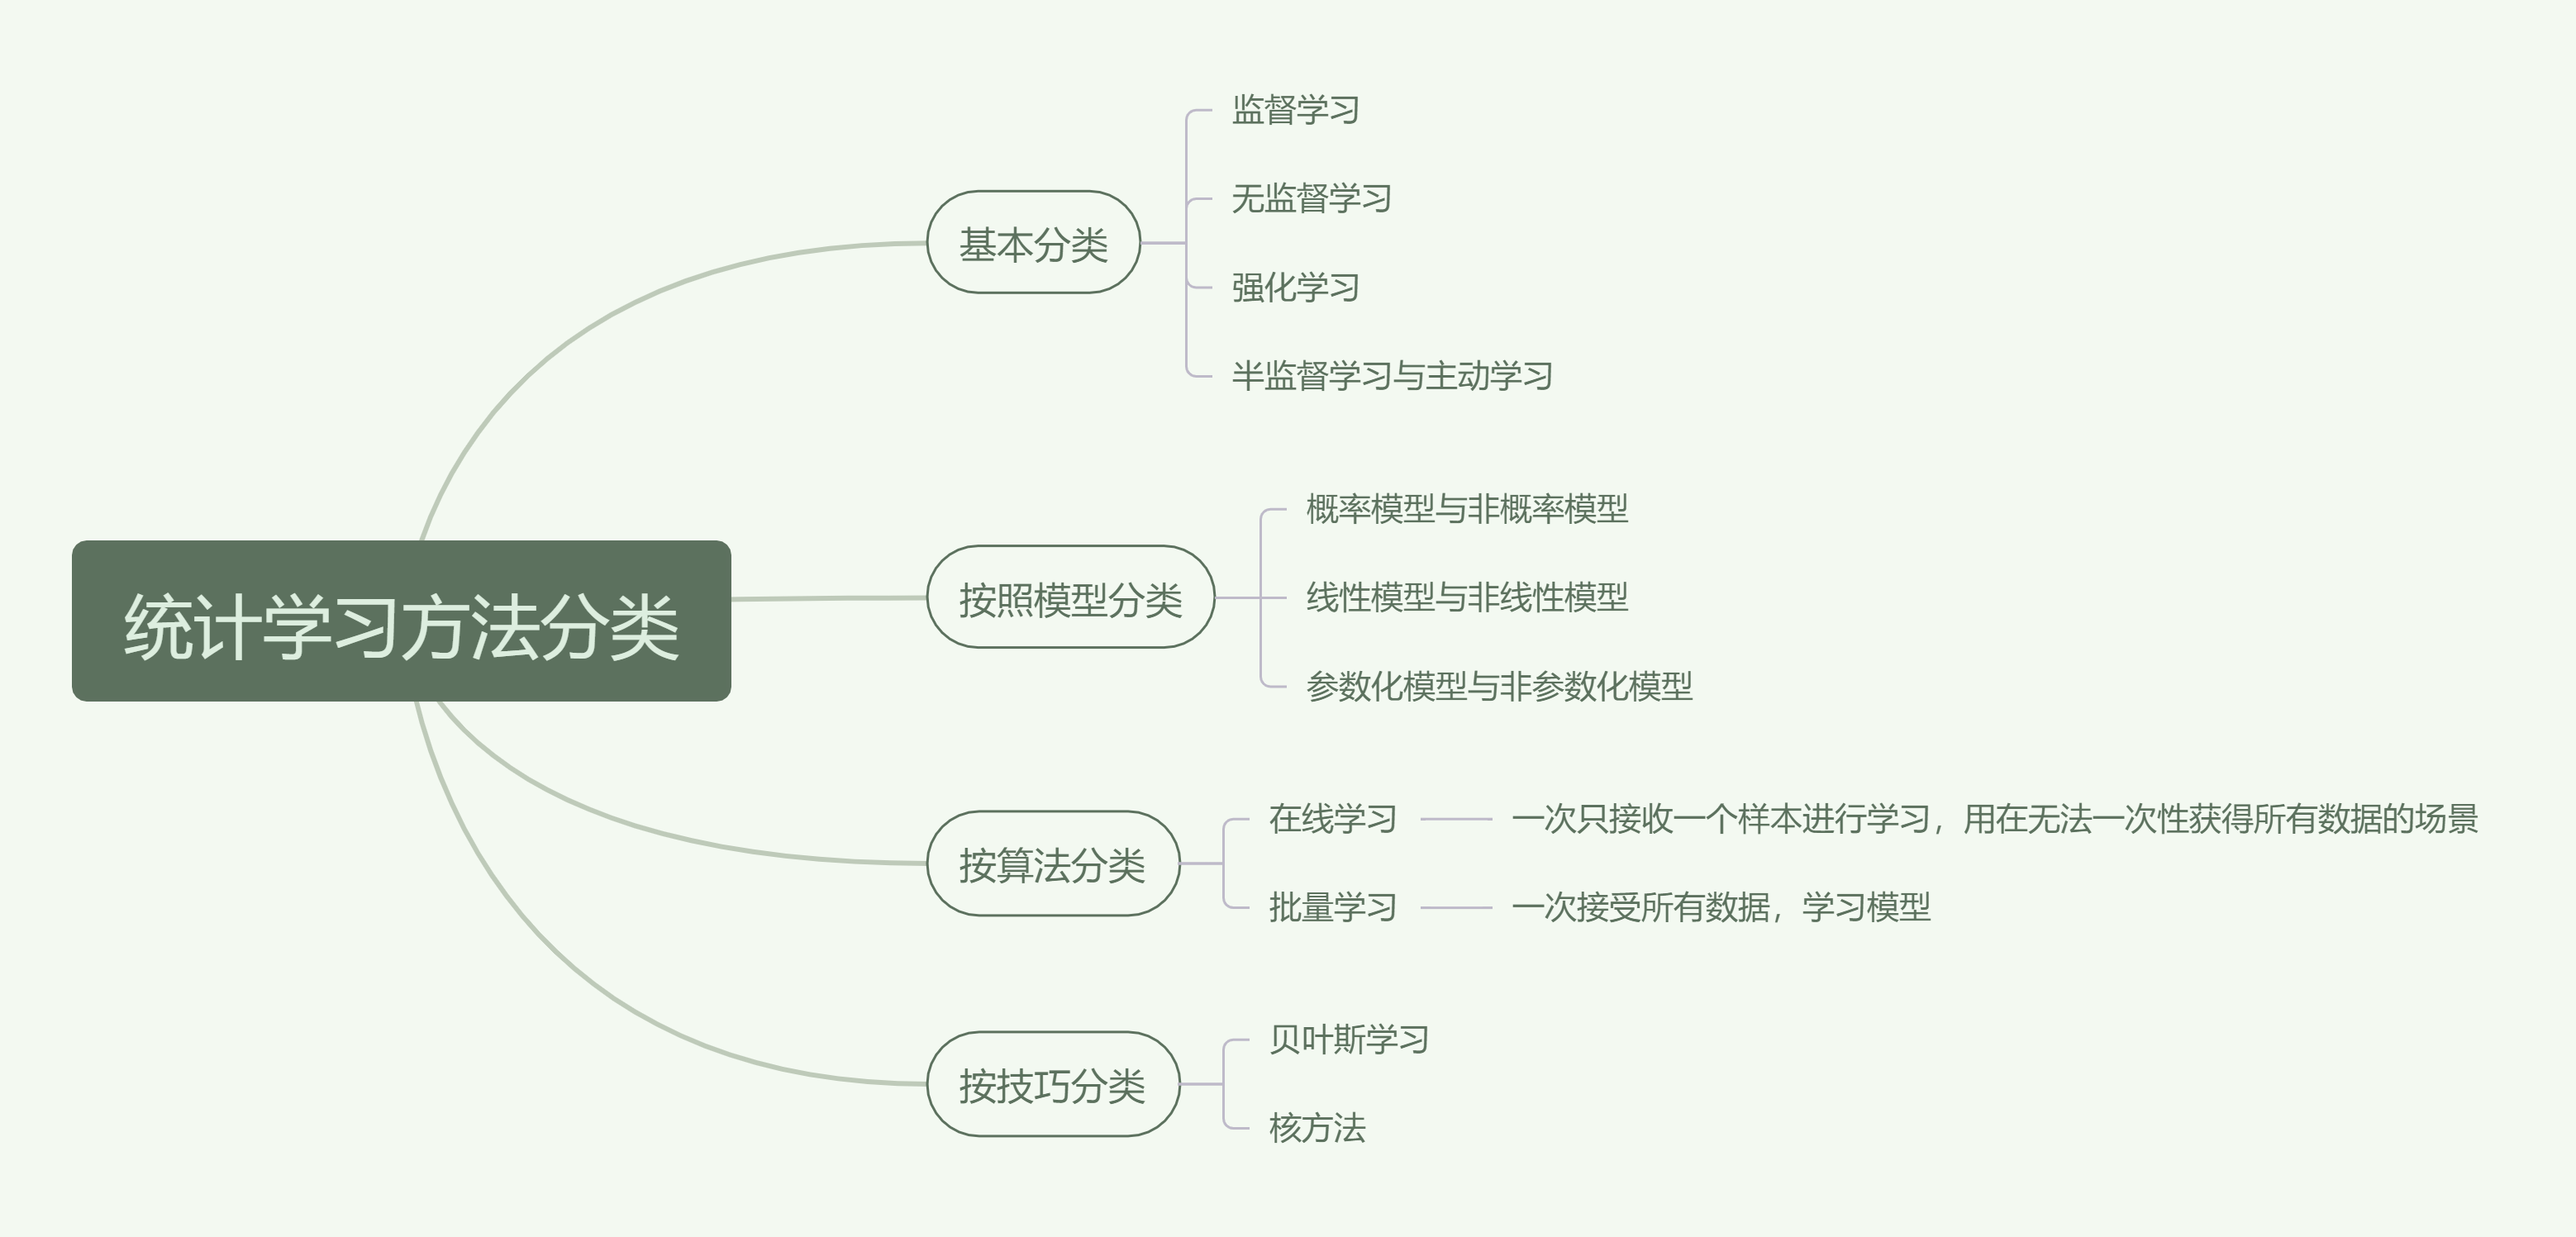 统计学习方法分类
基本分类
监督学习
无监督学习
强化学习
半监督学习与主动学习
按照模型分类
概率模型与非概率模型
线性模型与非线性模型
参数化模型与非参数化模型
按算法分类
在线学习
一次只接收一个样本进行学习，用在无法一次性获得所有数据的场景
批量学习
一次接受所有数据，学习模型
按技巧分类
贝叶斯学习
核方法